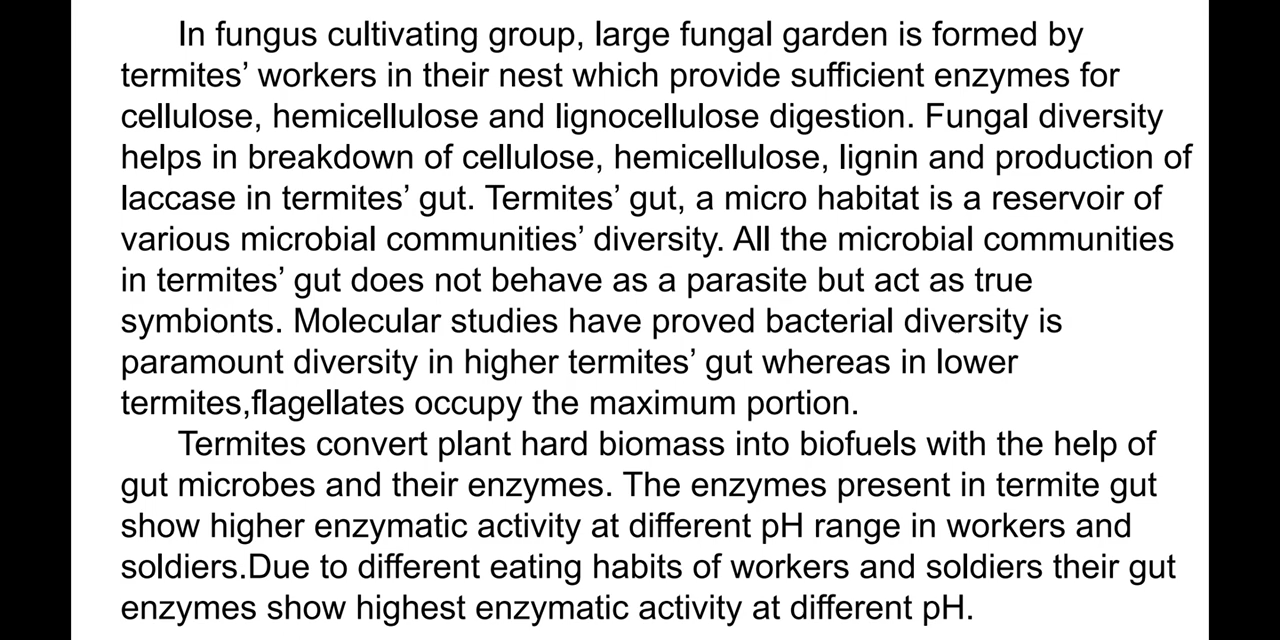 In fungus cultivating group, large fungal garden is formed by
termites’ workers in their nest which provide sufficient enzymes for
cellulose, hemicellulose and lignocellulose digestion. Fungal diversity
helps in breakdown of cellulose, hemicellulose, lignin and production of
laccase in termites’ gut. Termites’ gut, a micro habitat is a reservoir of
various microbial communities’ diversity. All the microbial communities
in termites’ gut does not behave as a parasite but act as true
symbionts. Molecular studies have proved bacterial diversity is
paramount diversity in higher termites’ gut whereas in lower
termites,flagellates occupy the maximum portion.
Termites convert plant hard biomass into biofuels with the help of
gut microbes and their enzymes. The enzymes present in termite gut
show higher enzymatic activity at different pH range in workers and
soldiers.Due to different eating habits of workers and soldiers their gut
enzymes show highest enzymatic activity at different pH.